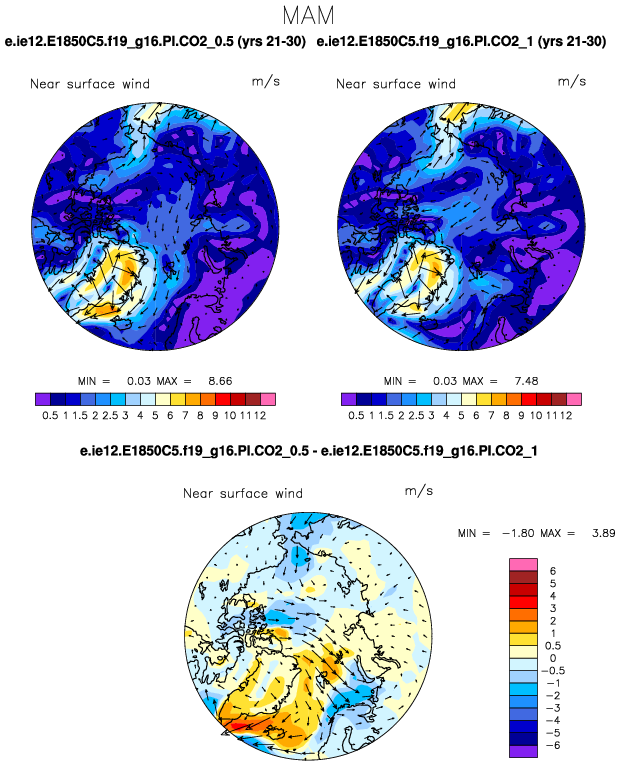 MAM
e.ie12.E1850C5.f19_g16.PI.CO2_0.5 (yrs 21-30) e.ie12.E1850C5.f19_g16.PI.CO2_1 (yrs 21-30)
Near surface wind m/s Near surface wind m/s
MIN = 0.03 MAX = 8.66 MIN = 0.03 MAX = 7.48
0.5 1 1.5 2 2.5 3 4 5 6 7 8 9 10 11 12 0.5 1 1.5 2 2.5 3 4 5 6 7 8 9 10 11 12
e.ie12.E1850C5.f19_g16.PI.CO2_0.5 - e.ie12.E1850C5.f19_g16.PI.CO2_1
Near surface wind m/s
MIN = -1.80 MAX = 3.89
6
5
4
3
2
1
0.5
0
-0.5
-1
-2
-3
-4
-5
-6